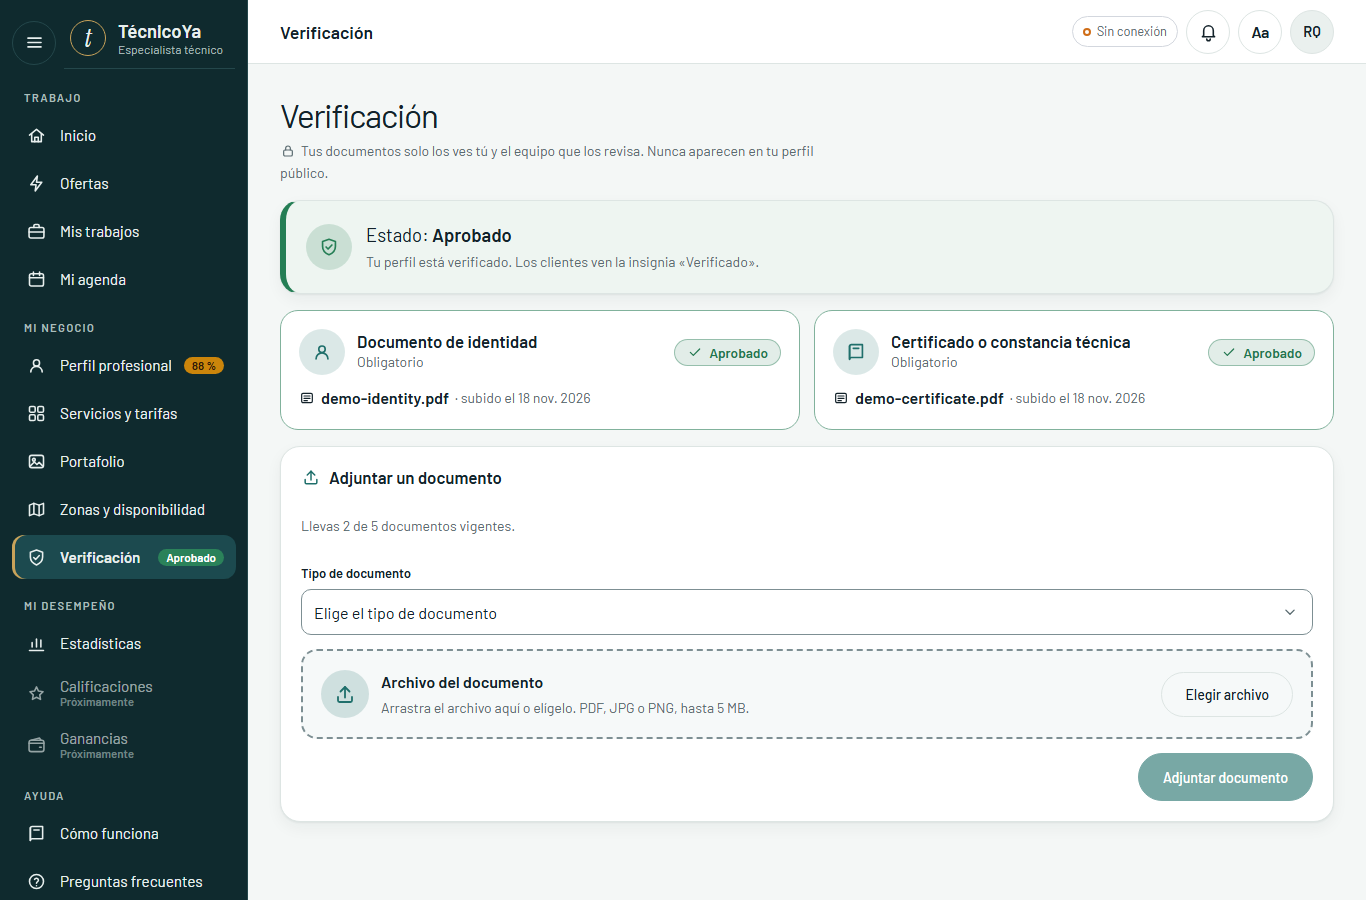 t
TécnicoYa
Especialista técnico
TRABAJO
Inicio
Ofertas
Mis trabajos
Mi agenda
MI NEGOCIO
Perfil profesional 88 %
Servicios y tarifas
Portafolio
Zonas y disponibilidad
Verificación Aprobado
MI DESEMPEÑO
Estadísticas
Calificaciones
Próximamente
Ganancias
Próximamente
AYUDA
Cómo funciona
Preguntas frecuentes
Verificación
Sin conexión
Aa
RQ
Verificación
Tus documentos solo los ves tú y el equipo que los revisa. Nunca aparecen en tu perfil
público.
Estado: Aprobado
Tu perfil está verificado. Los clientes ven la insignia «Verificado».
Documento de identidad
Obligatorio
Aprobado
demo-identity.pdf · subido el 18 nov. 2026
Certificado o constancia técnica
Obligatorio
Aprobado
demo-certificate.pdf · subido el 18 nov. 2026
Adjuntar un documento
Llevas 2 de 5 documentos vigentes.
Tipo de documento
Elige el tipo de documento
Archivo del documento
Arrastra el archivo aquí o elígelo. PDF, JPG o PNG, hasta 5 MB.
Elegir archivo
Adjuntar documento